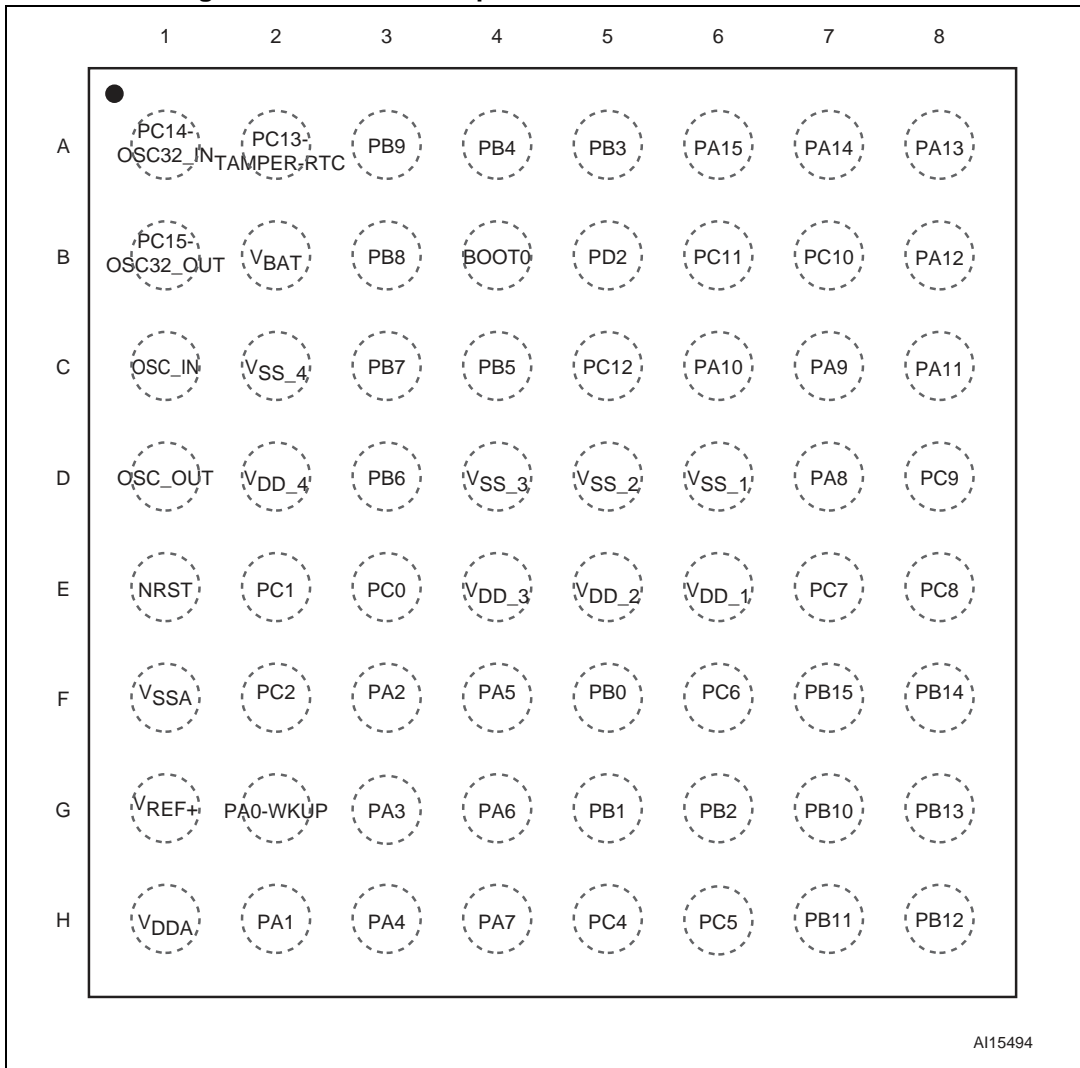 1 2 3 4 5 6 7 8
A PC14-OSC32_IN PC13-TAMPER-RTC PB9 PB4 PB3 PA15 PA14 PA13
B PC15-OSC32_OUT VBAT PB8 BOOT0 PD2 PC11 PC10 PA12
C OSC_IN VSS_4 PB7 PB5 PC12 PA10 PA9 PA11
D OSC_OUT VDD_4 PB6 VSS_3 VSS_2 VSS_1 PA8 PC9
E NRST PC1 PC0 VDD_3 VDD_2 VDD_1 PC7 PC8
F VSSA PC2 PA2 PA5 PB0 PC6 PB15 PB14
G VREF+ PA0-WKUP PA3 PA6 PB1 PB2 PB10 PB13
H VDDA PA1 PA4 PA7 PC4 PC5 PB11 PB12
AI15494